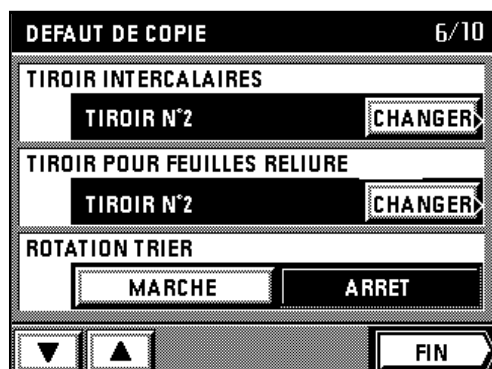 DEFAUT DE COPIE 6/10
TIROIR INTERCALAIRES
TIROIR N°2 CHANGER
TIROIR POUR FEUILLES RELIURE
TIROIR N°2 CHANGER
ROTATION TRIER
MARCHE ARRET
FIN